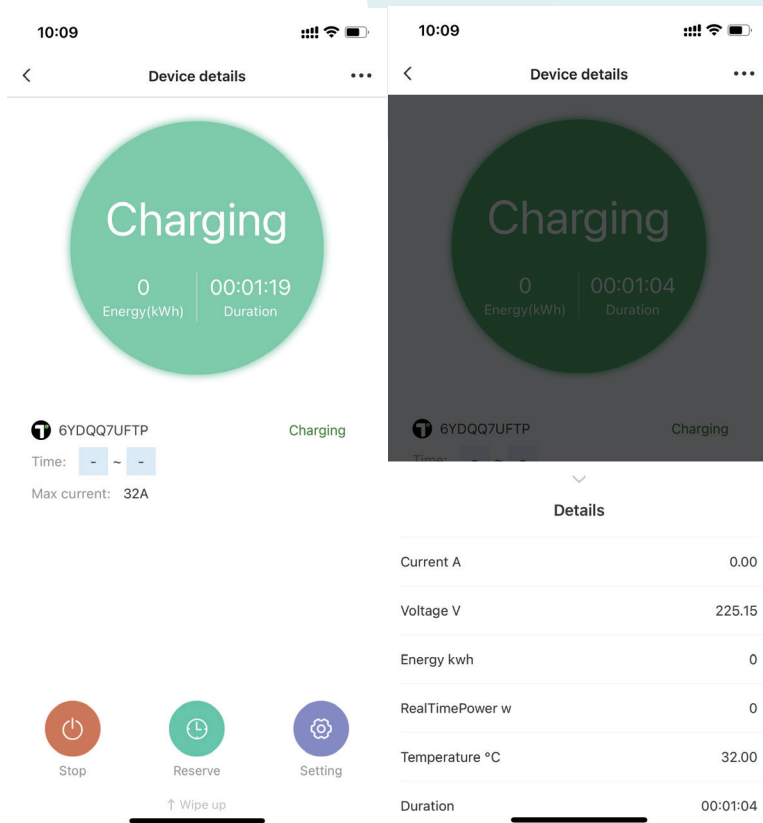 10:09
Device details
Charging
0
00:01:19
Energy(kWh)
Duration
6YDQQ7UFTP
Charging
Time: - ~ -
Max current: 32A
Stop
Reserve
Setting
↑ Wipe up
10:09
Device details
Charging
0
00:01:04
Energy(kWh)
Duration
6YDQQ7UFTP
Charging
Time: - ~ -
Details
Current A 0.00
Voltage V 225.15
Energy kwh 0
RealTimePower w 0
Temperature °C 32.00
Duration 00:01:04